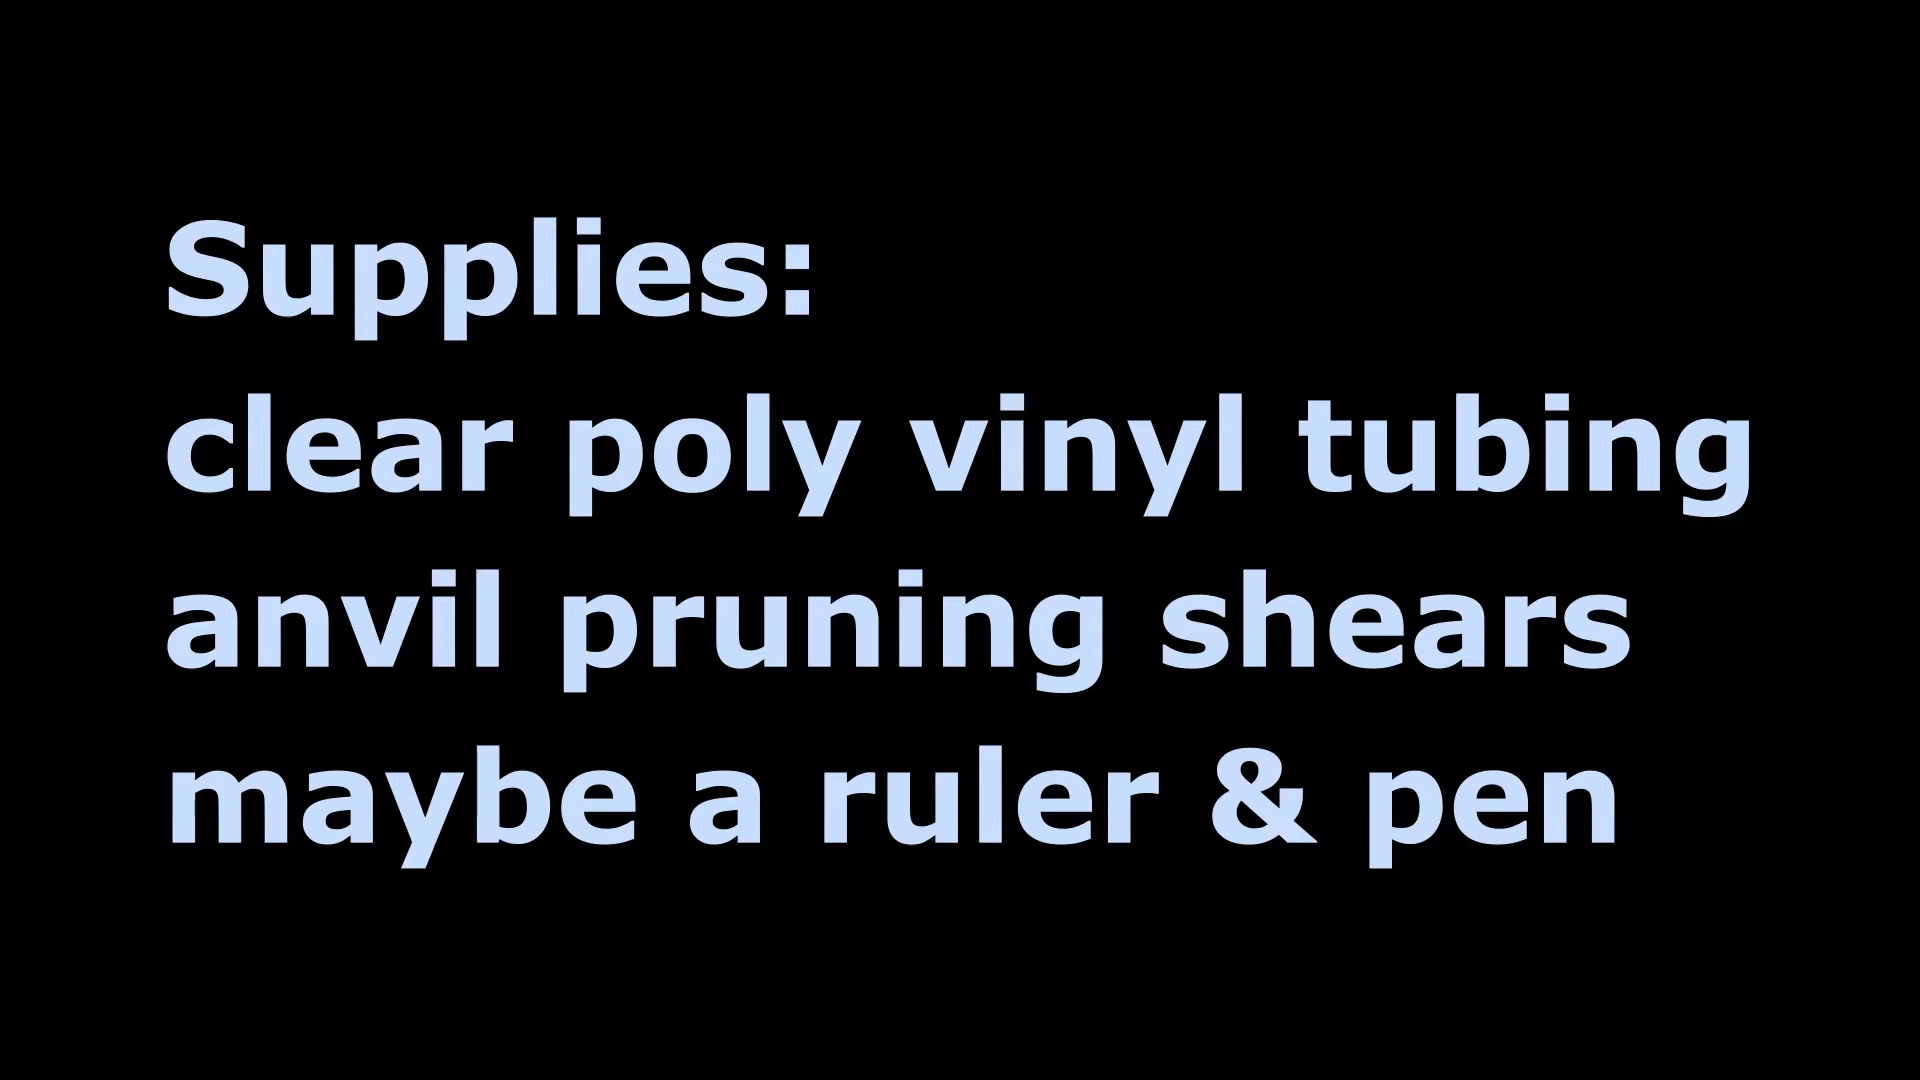 Supplies:
clear poly vinyl tubing
anvil pruning shears
maybe a ruler & pen